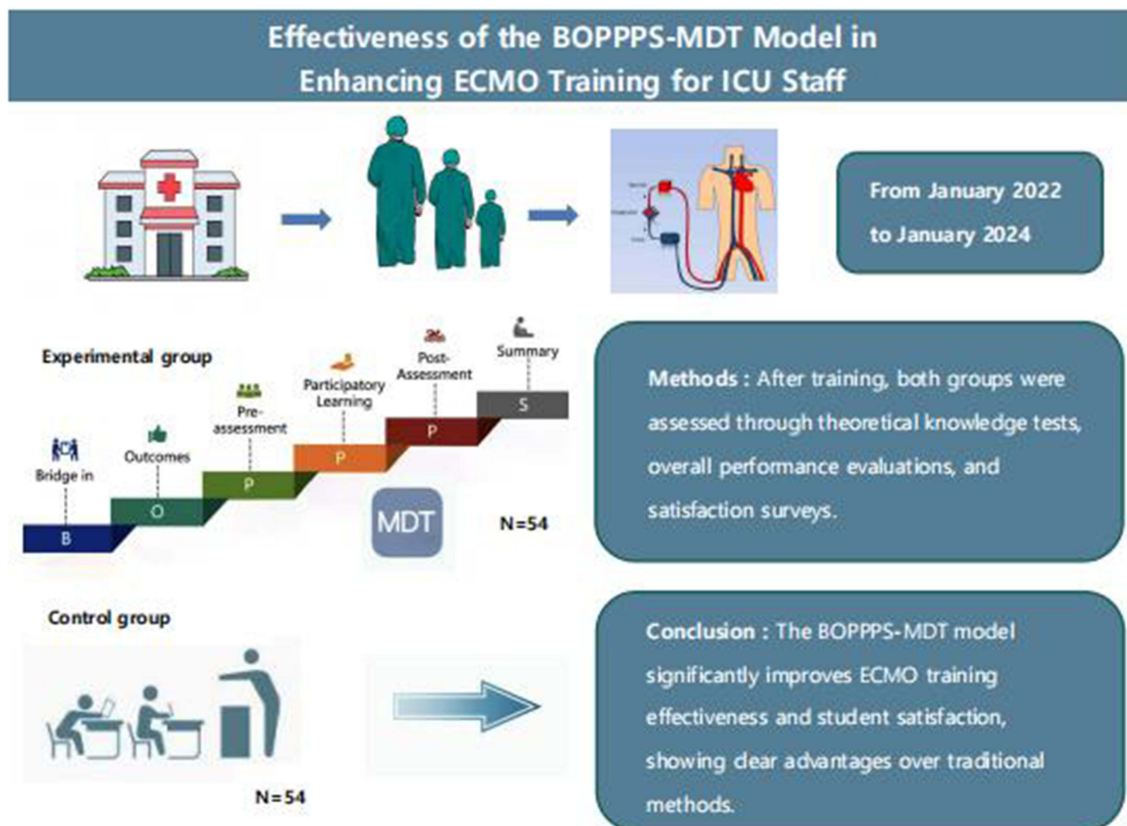 Effectiveness of the BOPPPS-MDT Model in
Enhancing ECMO Training for ICU Staff
From January 2022
to January 2024
Experimental group
Bridge in
Outcomes
Pre-
assessment
Participatory
Learning
Post-
Assessment
Summary
B
O
P
P
P
S
MDT
N=54
Methods : After training, both groups were
assessed through theoretical knowledge tests,
overall performance evaluations, and
satisfaction surveys.
Control group
N=54
Conclusion : The BOPPPS-MDT model
significantly improves ECMO training
effectiveness and student satisfaction,
showing clear advantages over traditional
methods.